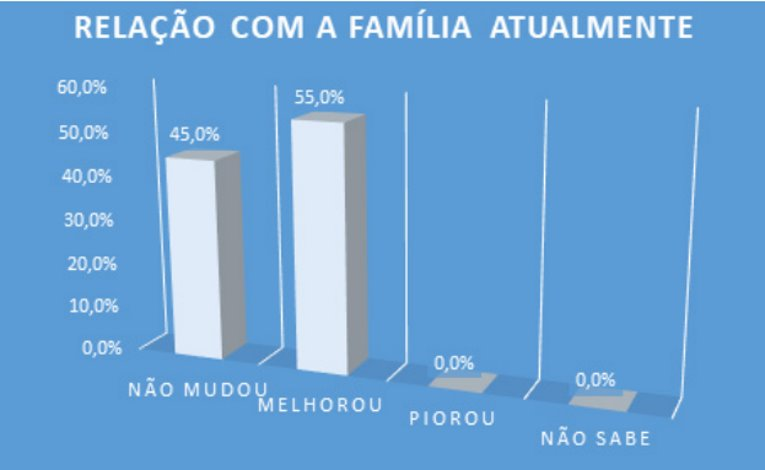 RELAÇÃO COM A FAMÍLIA ATUALMENTE
60,0%
50,0%
40,0%
30,0%
20,0%
10,0%
0,0%
45,0%
55,0%
0,0%
0,0%
NÃO MUDOU
MELHOROU
PIOROU
NÃO SABE